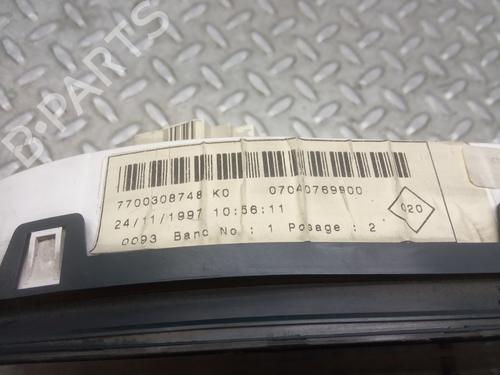 B-PARTS
7700308748 K0 07040769900
24/11/1997 10:56:11
020
0093 Banc No : 1 Posage : 2